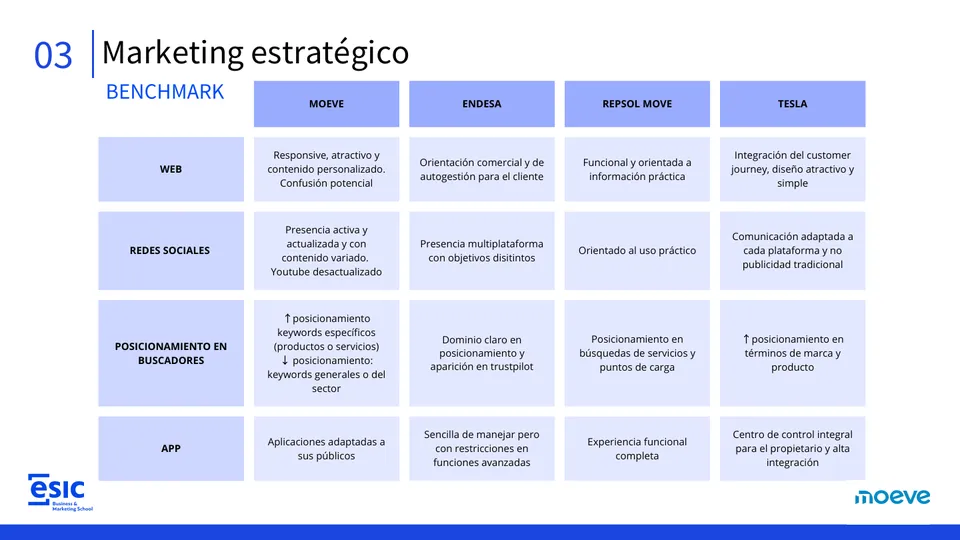 03
Marketing estratégico
BENCHMARK
MOEVE
ENDESA
REPSOL MOVE
TESLA
WEB
Responsive, atractivo y
contenido personalizado.
Confusión potencial
Orientación comercial y de
autogestión para el cliente
Funcional y orientada a
información práctica
Integración del customer
journey, diseño atractivo y
simple
REDES SOCIALES
Presencia activa y
actualizada y con
contenido variado.
Youtube desactualizado
Presencia multiplataforma
con objetivos disitintos
Orientado al uso práctico
Comunicación adaptada a
cada plataforma y no
publicidad tradicional
POSICIONAMIENTO EN
BUSCADORES
↑ posicionamiento
keywords específicos
(productos o servicios)
↓ posicionamiento:
keywords generales o del
sector
Dominio claro en
posicionamiento y
aparición en trustpilot
Posicionamiento en
búsquedas de servicios y
puntos de carga
↑ posicionamiento en
términos de marca y
producto
APP
Aplicaciones adaptadas a
sus públicos
Sencilla de manejar pero
con restricciones en
funciones avanzadas
Experiencia funcional
completa
Centro de control integral
para el propietario y alta
integración
esic
Business &
Marketing School
moeve